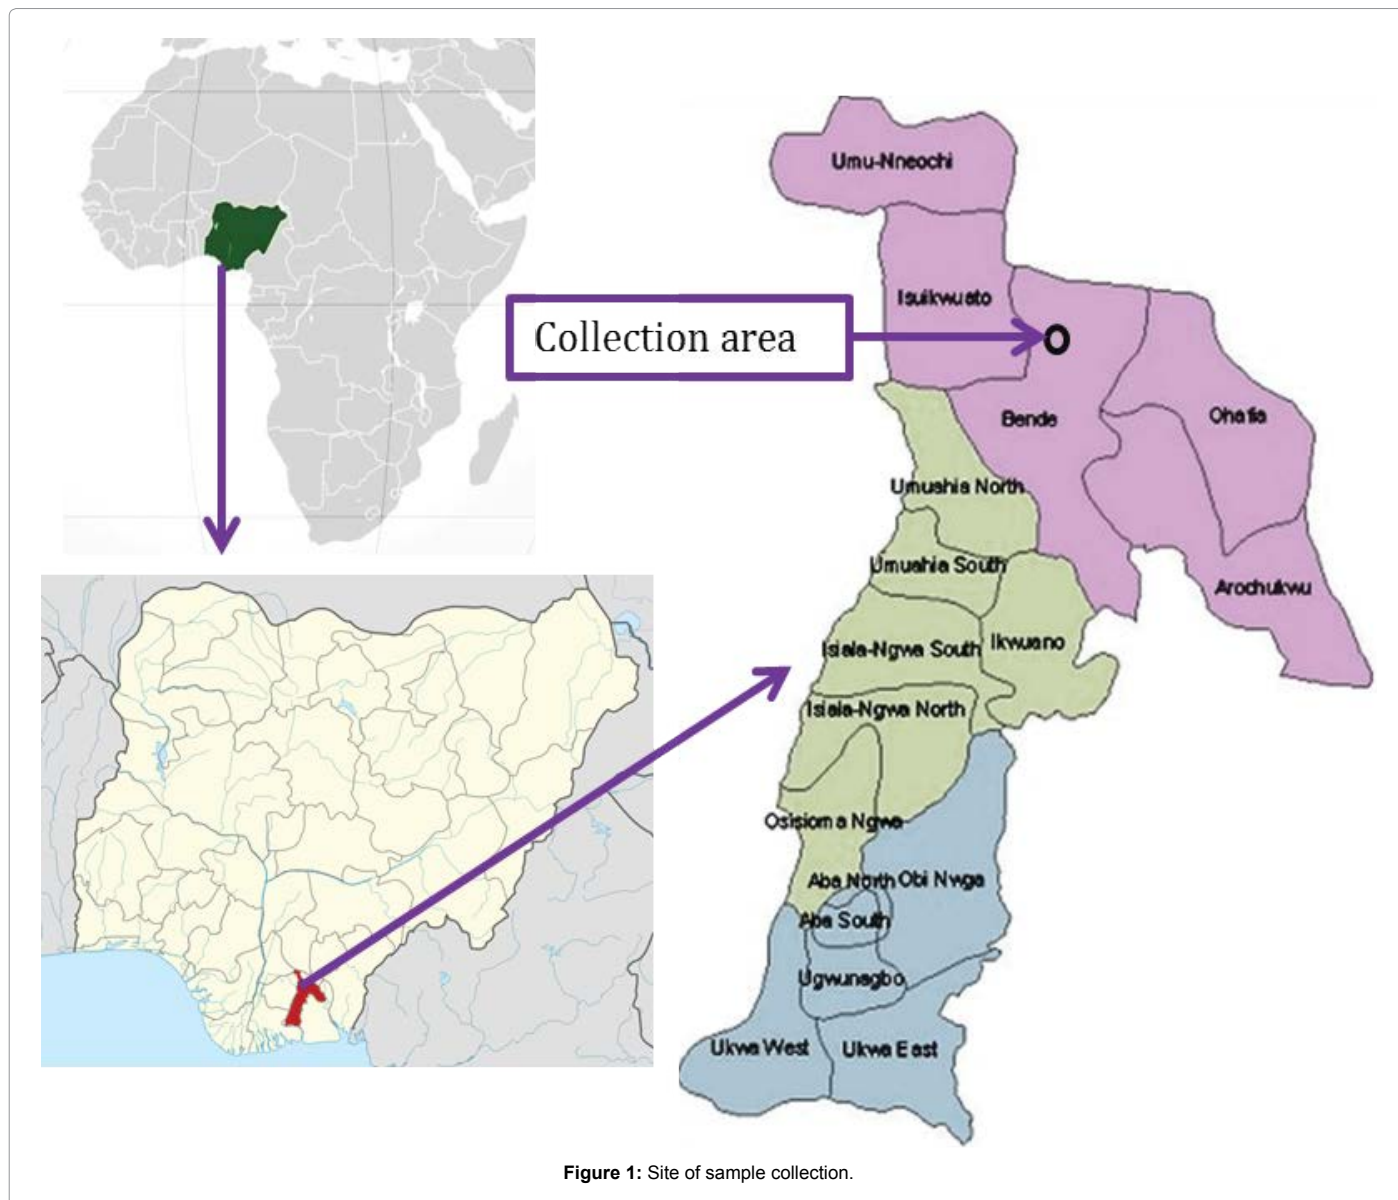 Umu-Nneochi
Isuikwuato
Collection area
Bende
Ohafia
Umuahia North
Umuahia South
Arochukwu
Isiala-Ngwa South
Ikwuano
Isiala-Ngwa North
Osisioma Ngwa
Aba North
Obi Nwga
Aba South
Ugwunagbo
Ukwa West
Ukwa East
Figure 1: Site of sample collection.